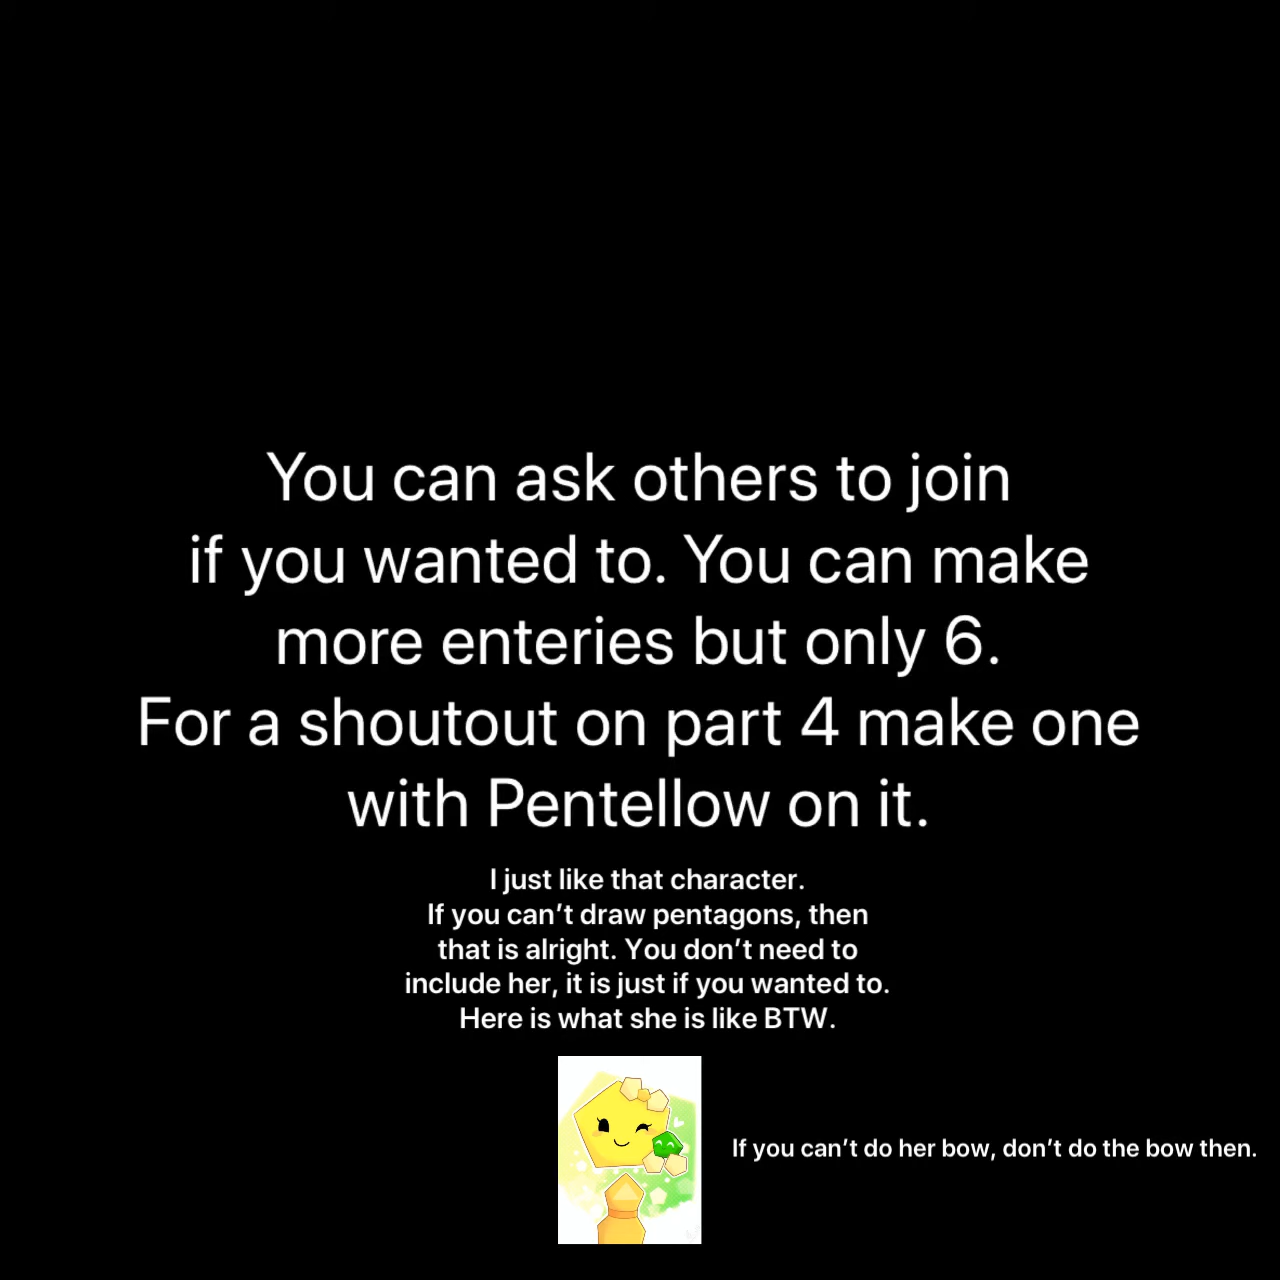 You can ask others to join
if you wanted to. You can make
more enteries but only 6.
For a shoutout on part 4 make one
with Pentellow on it.
I just like that character.
If you can’t draw pentagons, then
that is alright. You don’t need to
include her, it is just if you wanted to.
Here is what she is like BTW.
If you can’t do her bow, don’t do the bow then.